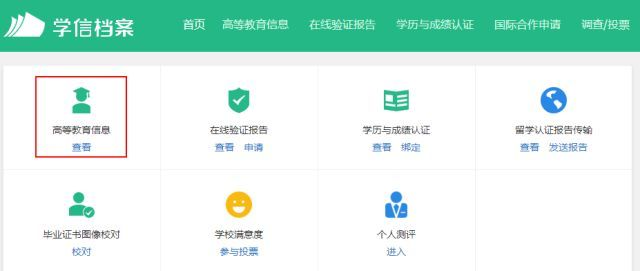 学信档案 首页 高等教育信息 在线验证报告 学历与成绩认证 国际合作申请 调查/投票
高等教育信息 在线验证报告 学历与成绩认证 留学认证报告传输
查看 查看 申请 查看 绑定 查看 发送报告
毕业证书图像校对 学校满意度 个人测评
校对 参与投票 进入